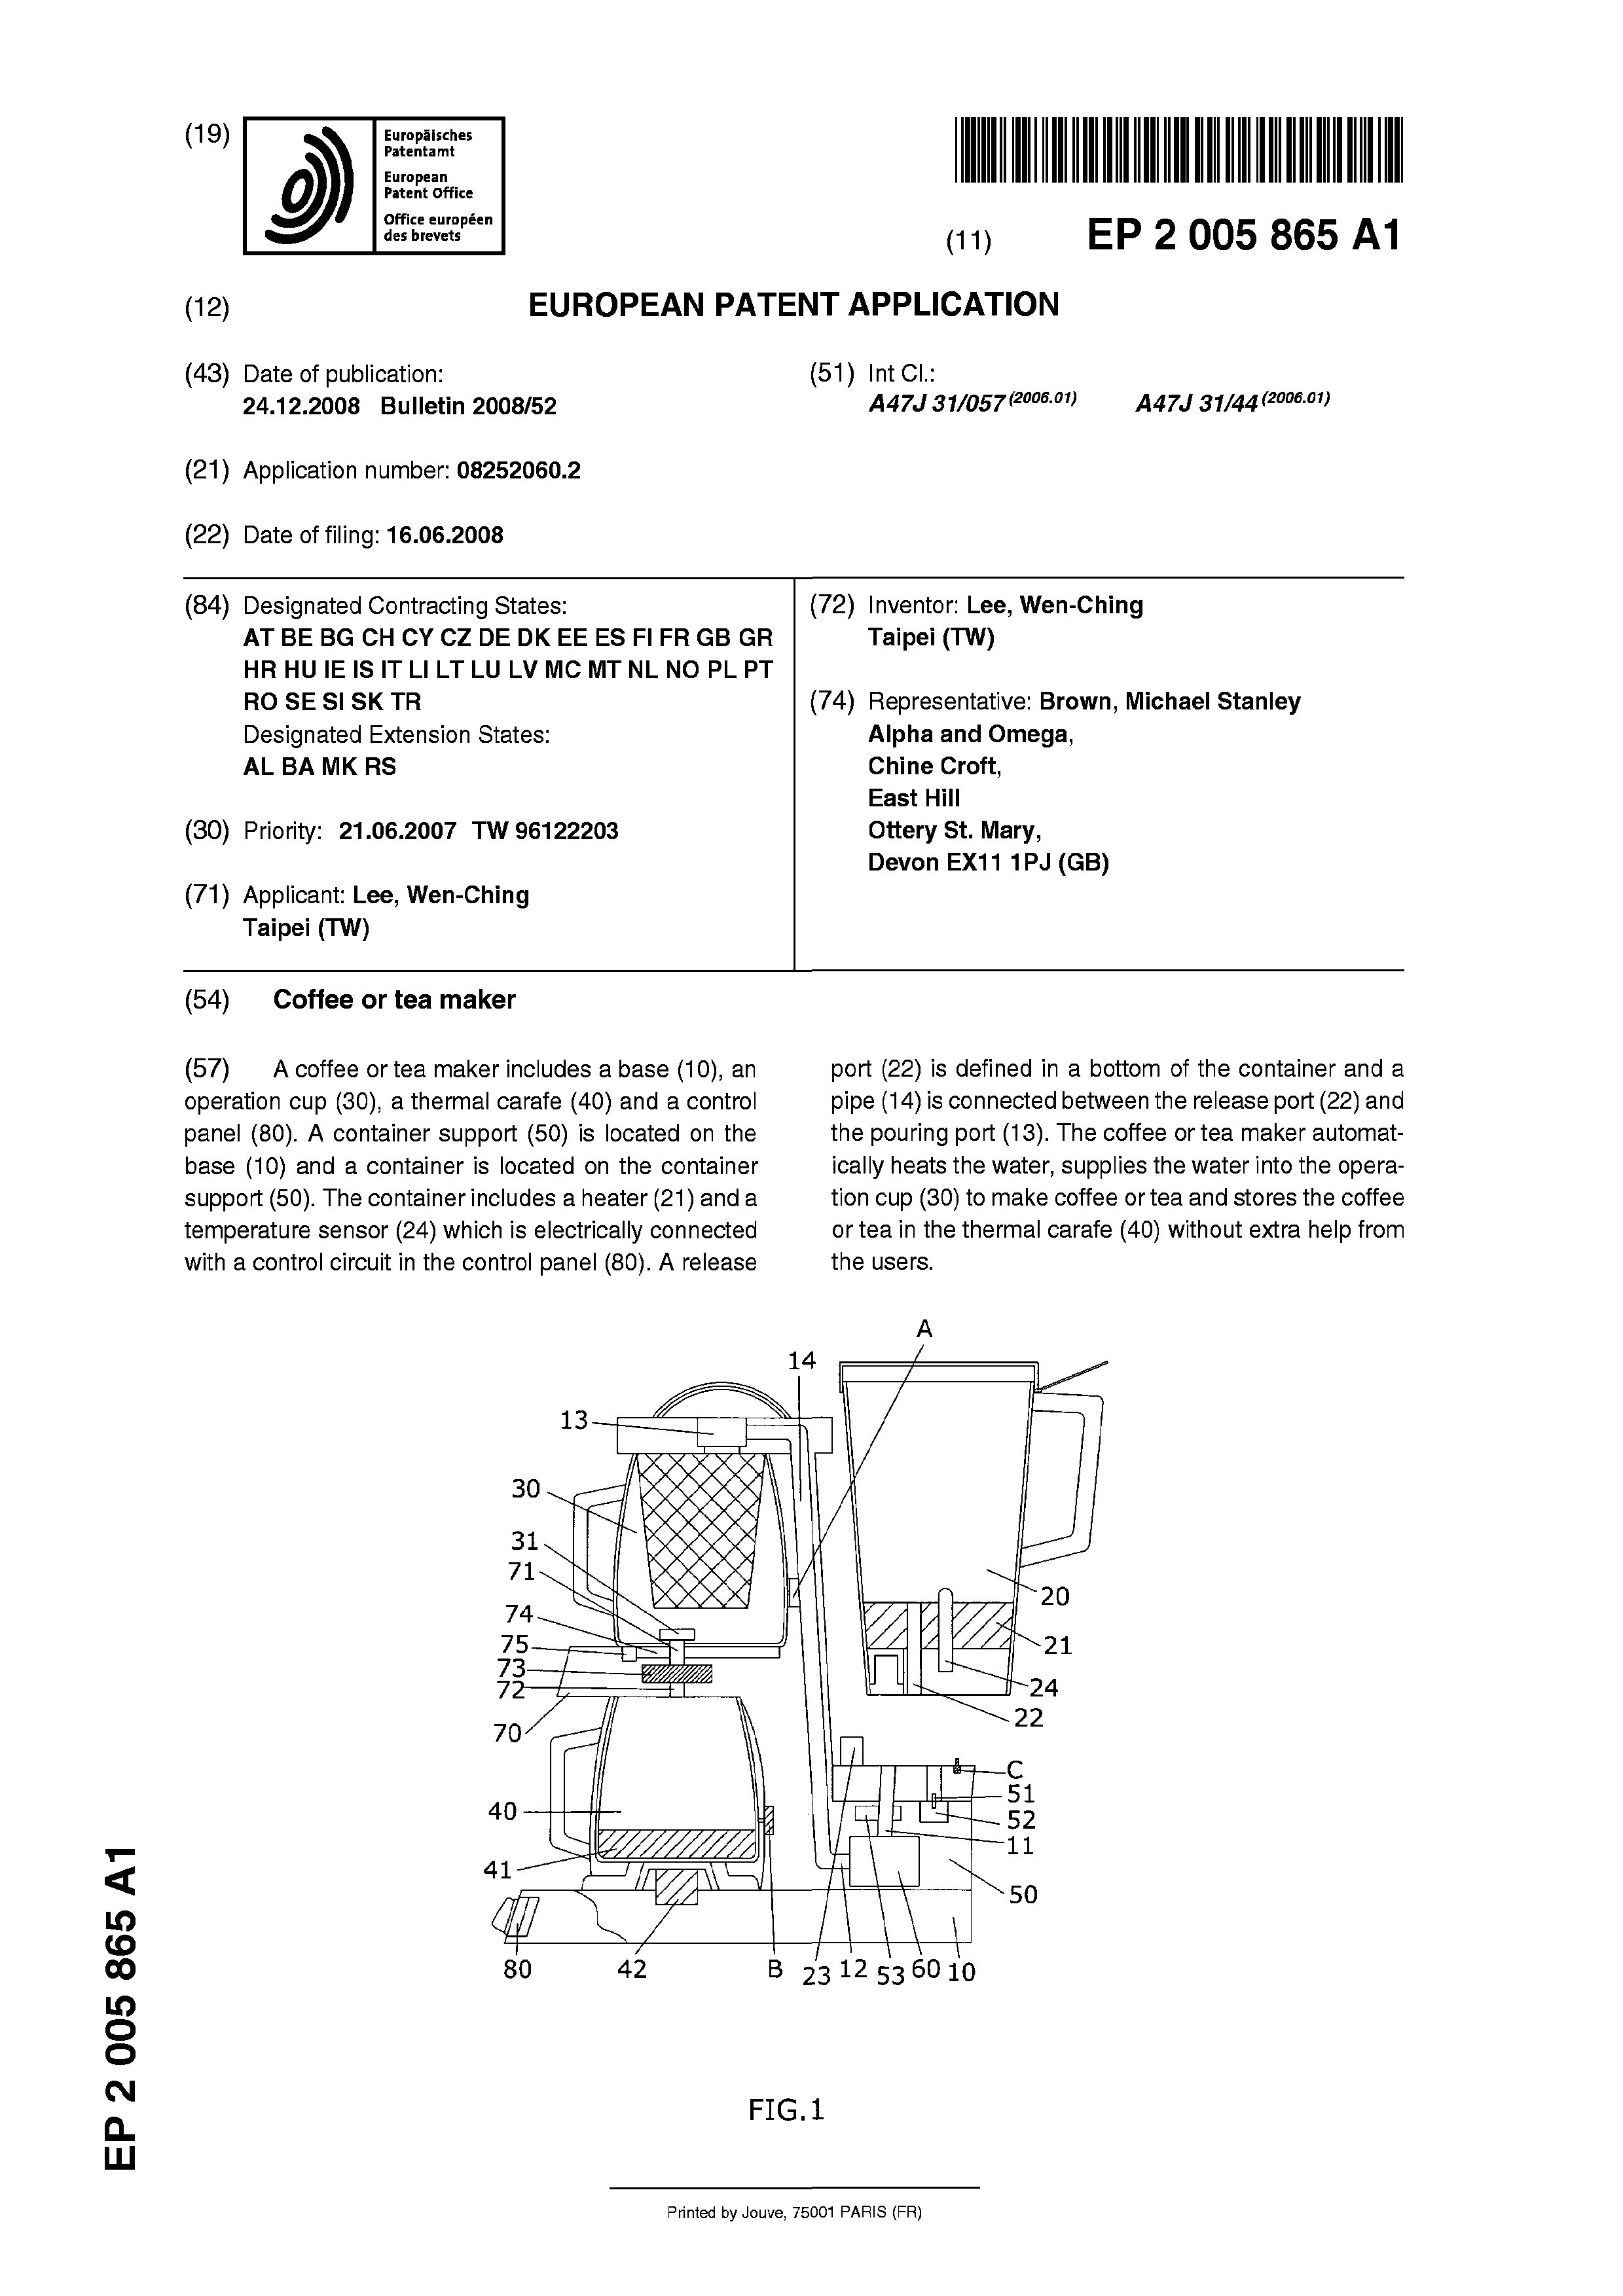 (19)
Europäisches
Patentamt
European
Patent Office
Office européen
des brevets
(11) EP 2 005 865 A1
(12) EUROPEAN PATENT APPLICATION
(43) Date of publication:
24.12.2008 Bulletin 2008/52
(21) Application number: 08252060.2
(22) Date of filing: 16.06.2008
(51) Int Cl.:
A47J 31/057 (2006.01) A47J 31/44 (2006.01)
(84) Designated Contracting States:
AT BE BG CH CY CZ DE DK EE ES FI FR GB GR
HR HU IE IS IT LI LT LU LV MC MT NL NO PL PT
RO SE SI SK TR
Designated Extension States:
AL BA MK RS
(30) Priority: 21.06.2007 TW 96122203
(71) Applicant: Lee, Wen-Ching
Taipei (TW)
(72) Inventor: Lee, Wen-Ching
Taipei (TW)
(74) Representative: Brown, Michael Stanley
Alpha and Omega,
Chine Croft,
East Hill
Ottery St. Mary,
Devon EX11 1PJ (GB)
(54) Coffee or tea maker
(57) A coffee or tea maker includes a base (10), an
operation cup (30), a thermal carafe (40) and a control
panel (80). A container support (50) is located on the
base (10) and a container is located on the container
support (50). The container includes a heater (21) and a
temperature sensor (24) which is electrically connected
with a control circuit in the control panel (80). A release
port (22) is defined in a bottom of the container and a
pipe (14) is connected between the release port (22) and
the pouring port (13). The coffee or tea maker automat-
ically heats the water, supplies the water into the opera-
tion cup (30) to make coffee or tea and stores the coffee
or tea in the thermal carafe (40) without extra help from
the users.
A
14
13
30
31
71
74
75
73
72
70
40
41
20
21
24
22
C
51
52
11
50
80
42
B
23
12
53
60
10
FIG.1
EP 2 005 865 A1
Printed by Jouve, 75001 PARIS (FR)